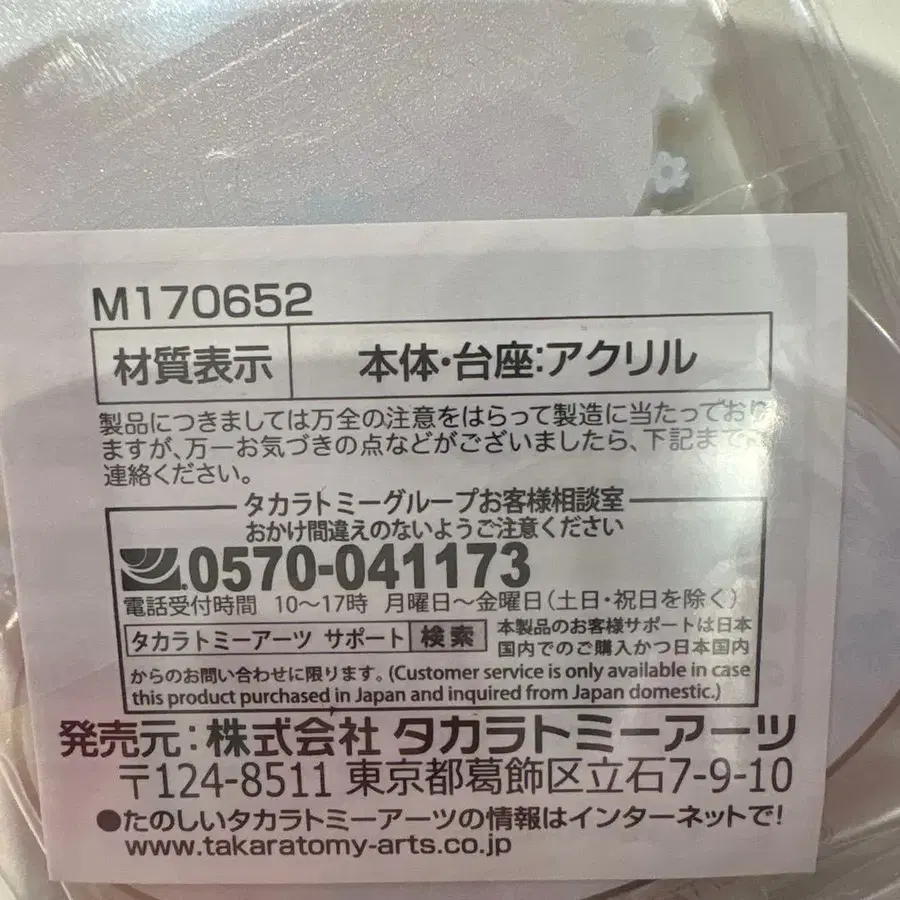 M170652
材質表示 本体・台座:アクリル
製品につきましては万全の注意をはらって製造に当たっており
ますが、万一お気づきの点などがございましたら、下記まで
連絡ください。
タカラトミーグループお客様相談室
おかけ間違えのないようご注意ください
0570-041173
電話受付時間 10〜17時 月曜日〜金曜日(土日・祝日を除く)
タカラトミーアーツ サポート 検索
本製品のお客様サポートは日本
国内でのご購入かつ日本国内
からのお問い合わせに限ります。(Customer service is only available in case
this product purchased in Japan and inquired from Japan domestic.)
発売元:株式会社 タカラトミーアーツ
〒124-8511 東京都葛飾区立石7-9-10
●たのしいタカラトミーアーツの情報はインターネットで!
www.takaratomy-arts.co.jp